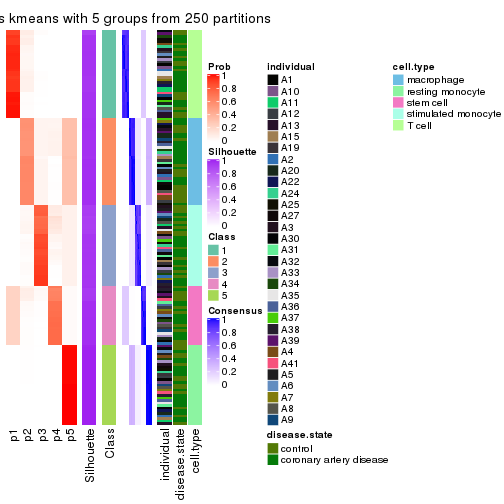 s kmeans with 5 groups from 250 partitions
Prob
1
0.8
0.6
0.4
0.2
0
Silhouette
1
0.8
0.6
0.4
0.2
0
Class
1
2
3
4
5
Consensus
1
0.8
0.6
0.4
0.2
0
individual
A1
A10
A11
A12
A13
A15
A19
A2
A20
A22
A24
A25
A27
A3
A30
A31
A32
A33
A34
A35
A36
A37
A38
A39
A4
A41
A5
A6
A7
A8
A9
disease.state
control
coronary artery disease
cell.type
macrophage
resting monocyte
stem cell
stimulated monocyte
T cell
p1
p2
p3
p4
p5
Silhouette
Class
individual
disease.state
cell.type